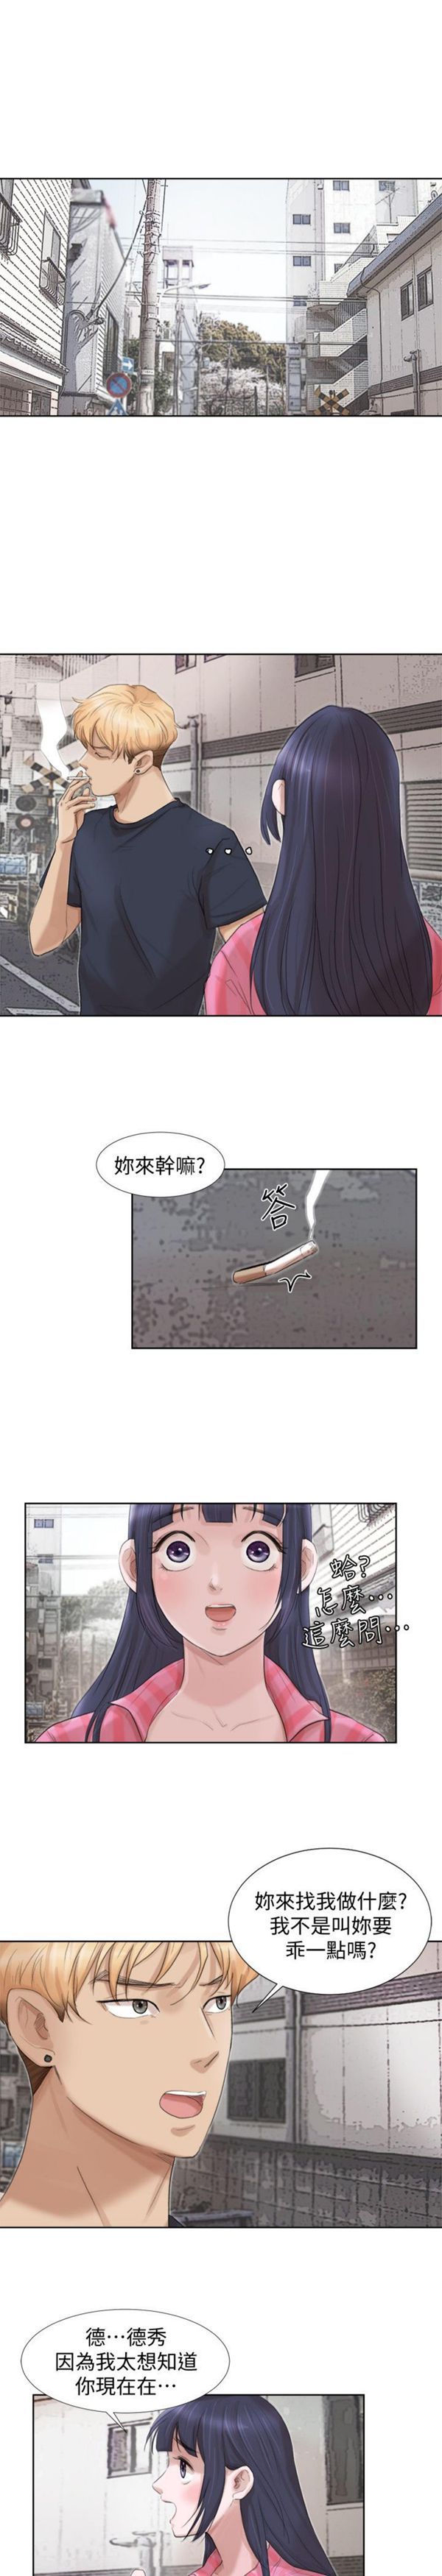 妳來幹嘛?
答
蛤?
怎麼…
這麼問…
妳來找我做什麼?
我不是叫妳要
乖一點嗎?
德…德秀
因為我太想知道
你現在在…